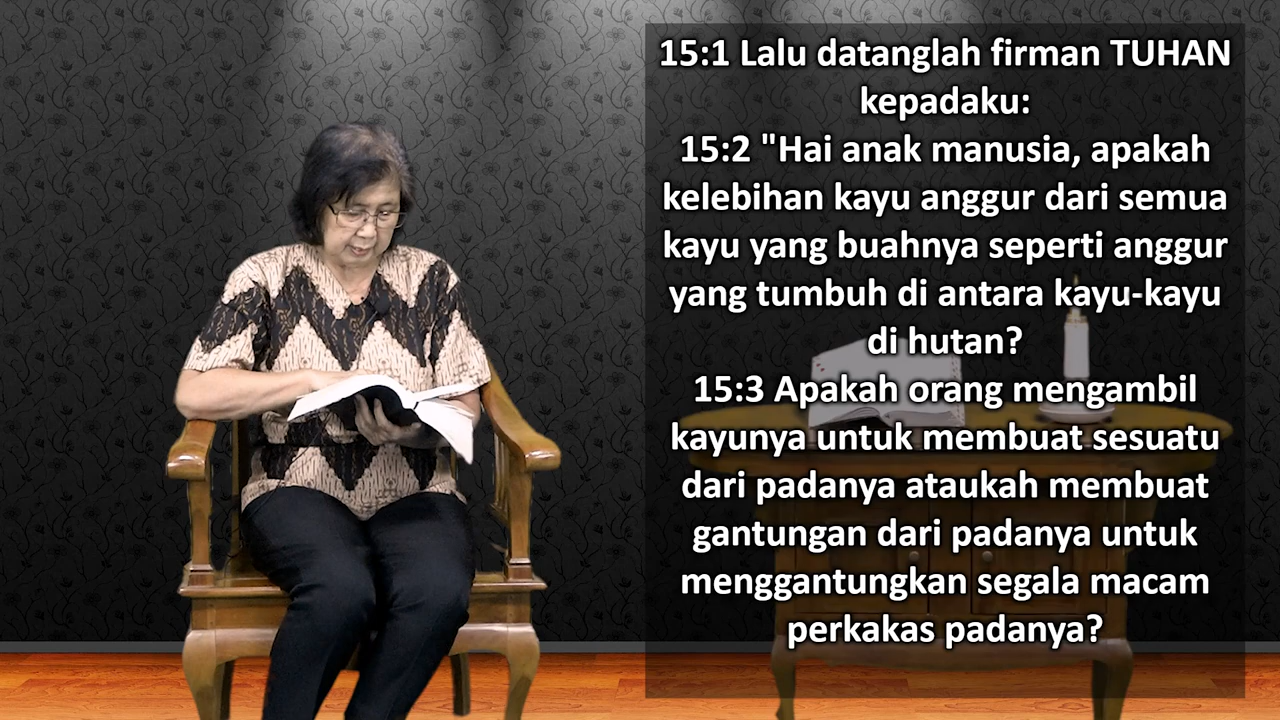 15:1 Lalu datanglah firman TUHAN
kepadaku:
15:2 "Hai anak manusia, apakah
kelebihan kayu anggur dari semua
kayu yang buahnya seperti anggur
yang tumbuh di antara kayu-kayu
di hutan?
15:3 Apakah orang mengambil
kayunya untuk membuat sesuatu
dari padanya ataukah membuat
gantungan dari padanya untuk
menggantungkan segala macam
perkakas padanya?